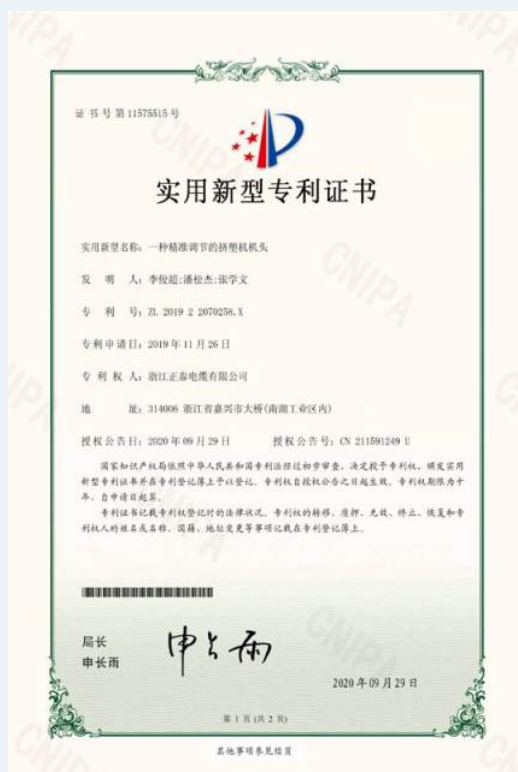 证书号第11575515号
实用新型专利证书
实用新型名称：一种精准调节的挤塑机机头
发 明 人：李俊超;潘松杰;张学文
专 利 号：ZL 2019 2 2070258.X
专利申请日：2019年11月26日
专 利 权 人：浙江正泰电缆有限公司
地 址：314006 浙江省嘉兴市大桥(南湖工业区内)
授权公告日：2020年09月29日 授权公告号：CN 211591249 U
国家知识产权局依照中华人民共和国专利法经过初步审查，决定授予专利权，颁发实用
新型专利证书并在专利登记簿上予以登记。专利权自授权公告之日起生效。专利权期限为十
年，自申请日起算。
专利证书记载专利权登记时的法律状况。专利权的转移、质押、无效、终止、恢复和专
利权人的姓名或名称、国籍、地址变更等事项记载在专利登记簿上。
局长
申长雨
申长雨
2020年09月29日
第 1 页 (共 2 页)
其他事项参见续页
CNIPA
CNIPA
CNIPA
CNIPA